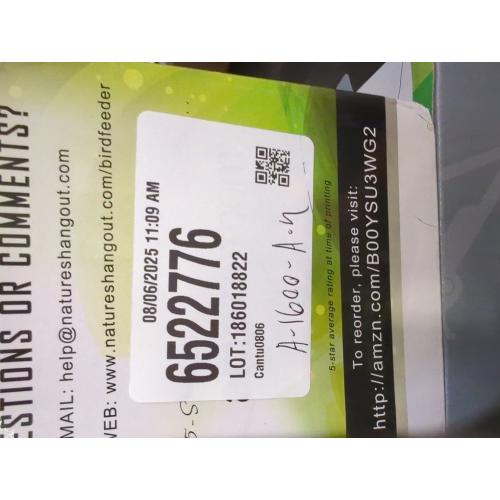 ESTIONS OR COMMENTS?
MAIL: help@natureshangout.com
WEB: www.natureshangout.com/birdfeeder
08/06/2025 11:09 AM
6522776
LOT:186018822
Cantu0806
A-1600-A-n
5-S
5-star average rating at time of printing
To reorder, please visit:
http://amzn.com/B00YSU3WG2